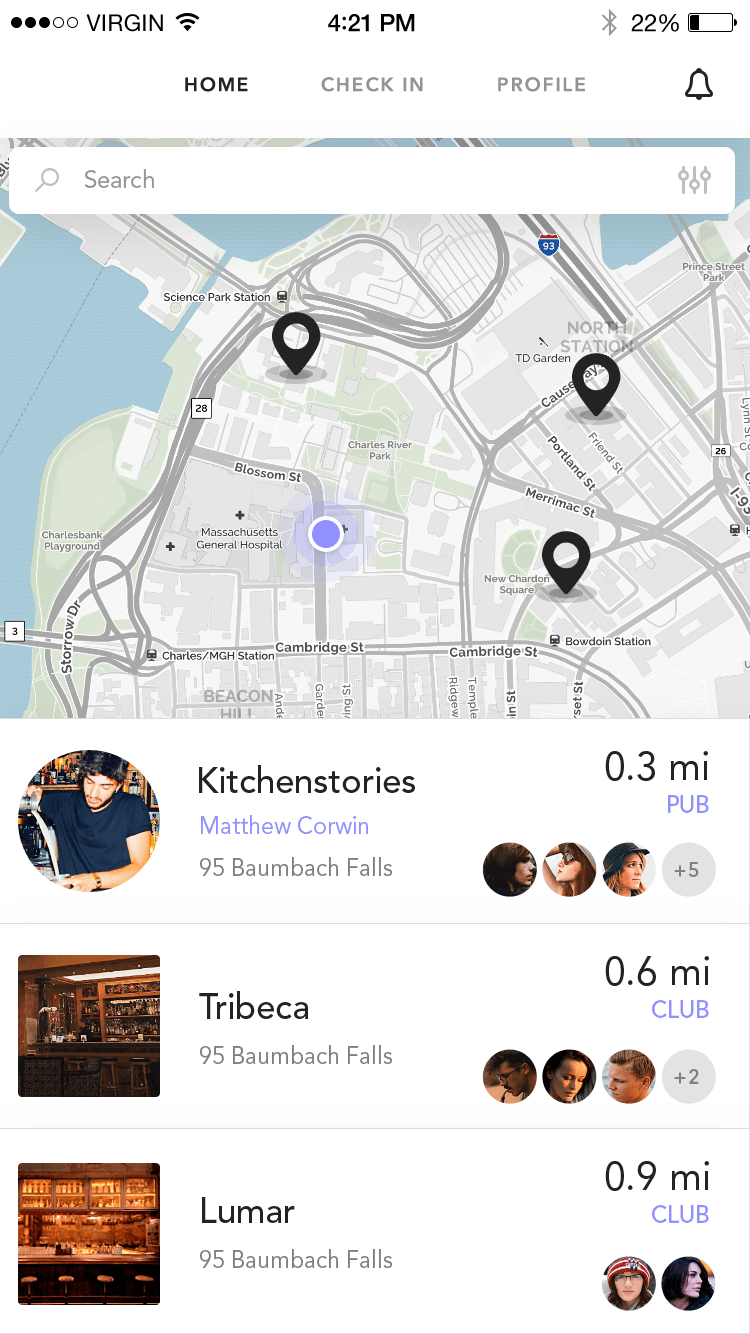 VIRGIN 4:21 PM 22%
HOME CHECK IN PROFILE
Search
93
Prince Street
Park
Science Park Station
NORTH
STATION
TD Garden
Causeway
28
Friend St
Portland St
Charles River
Park
26
Blossom St
I-93
Merrimac St
Massachusetts
General Hospital
Charlesbank
Playground
New Chardon
Square
3
Storrow Dr
Bowdoin Station
Cambridge St
Cambridge St
Charles/MGH Station
BEACON
HILL
Garde
Ridgew
Temple
Kitchenstories
0.3 mi
PUB
Matthew Corwin
95 Baumbach Falls
+5
Tribeca
0.6 mi
CLUB
95 Baumbach Falls
+2
Lumar
0.9 mi
CLUB
95 Baumbach Falls